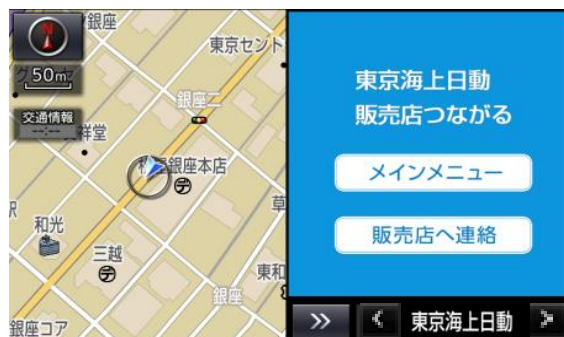 銀座
東京セント
50m
交通情報
--:--
祥堂
銀座二
銀座本店
和光
三越
東和
銀座
銀座コア
東京海上日動
販売店つながる
メインメニュー
販売店へ連絡
東京海上日動